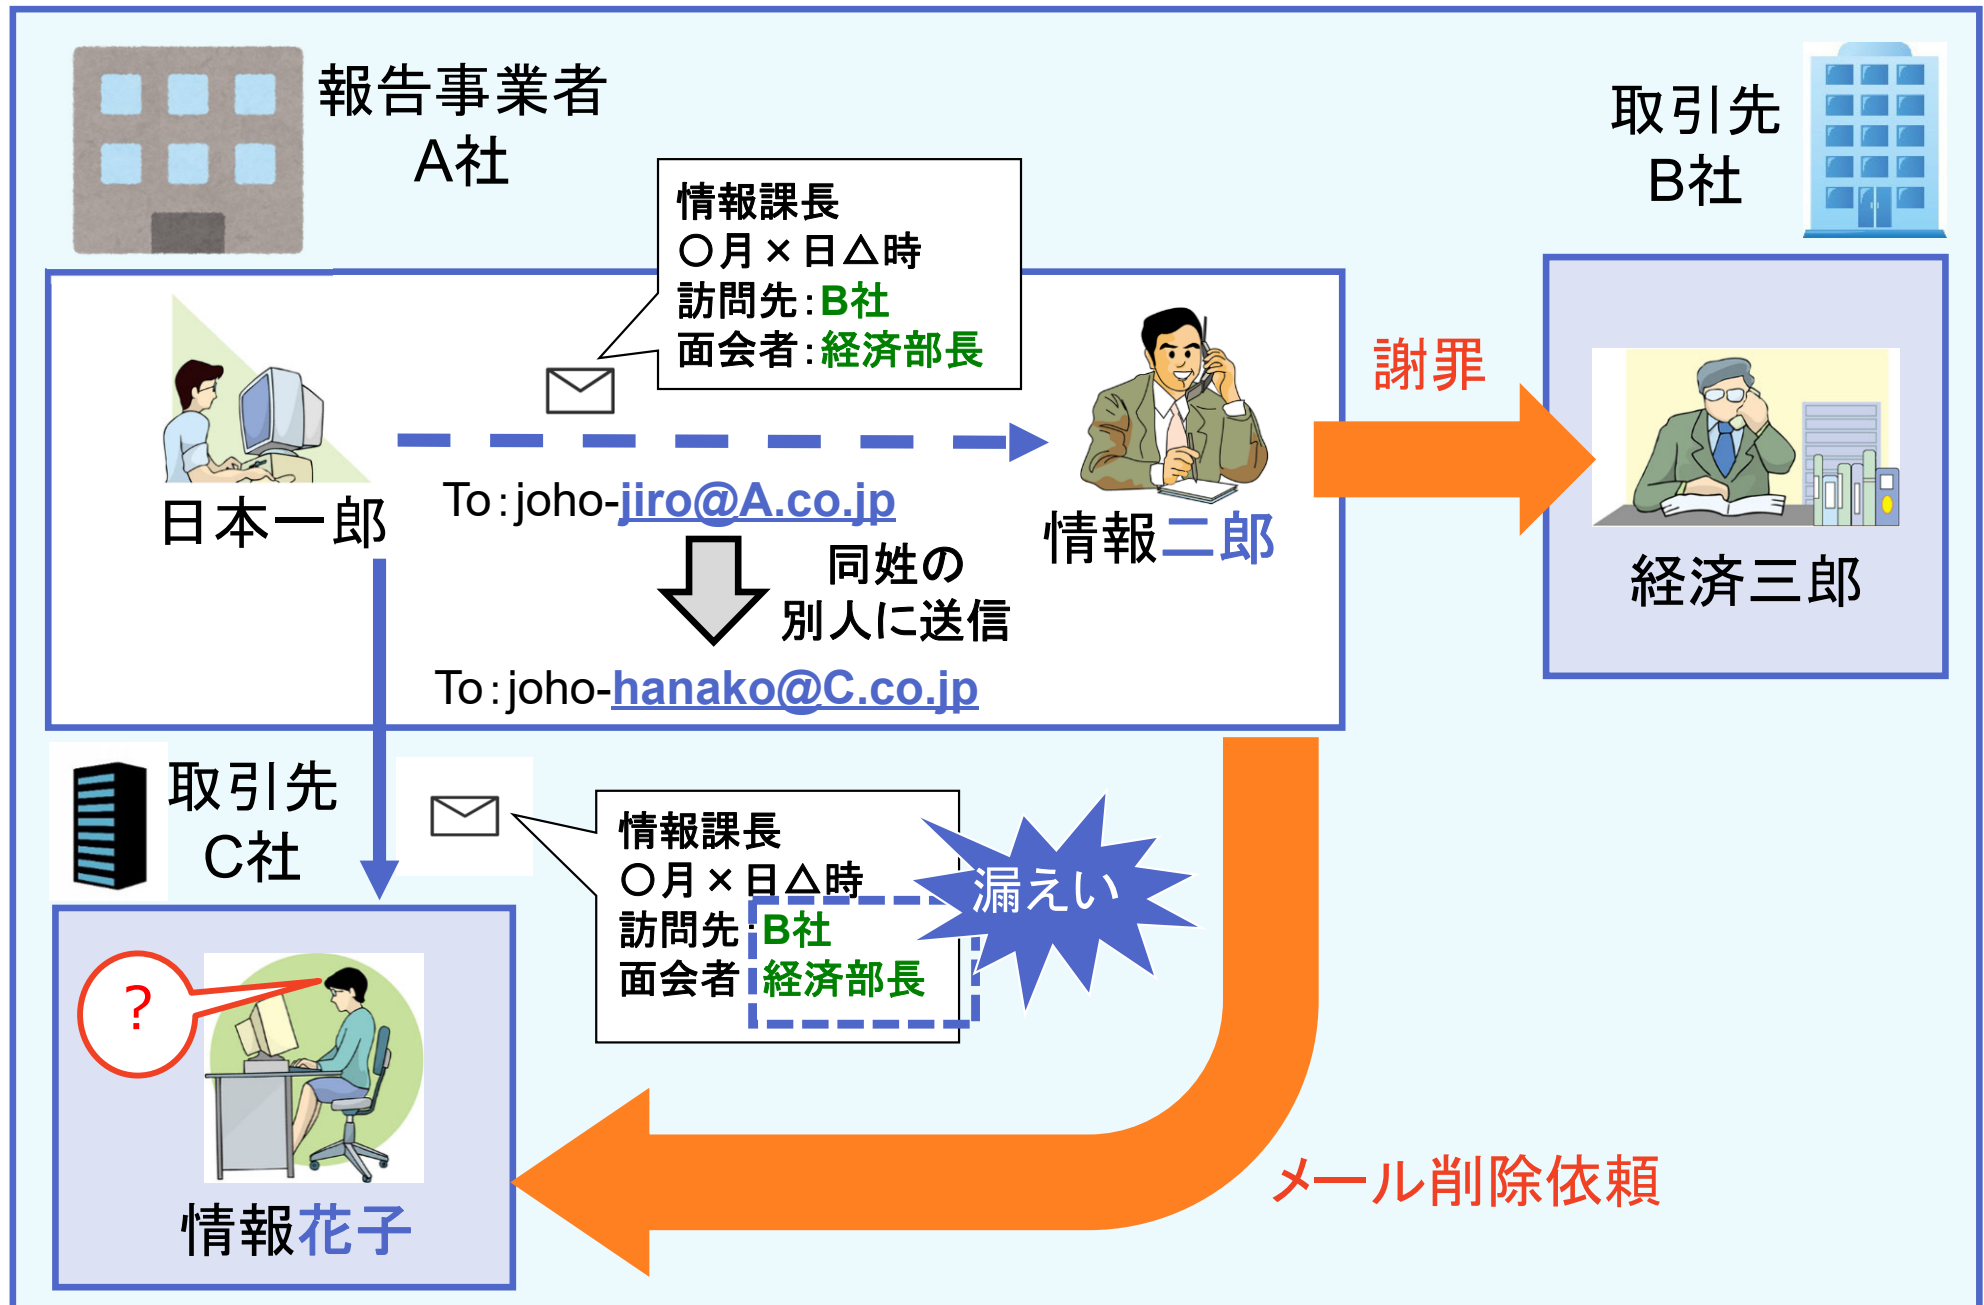 報告事業者
A社
取引先
B社
情報課長
〇月×日△時
訪問先：B社
面会者：経済部長
謝罪
To：joho-jiro@A.co.jp
日本一郎
情報二郎
同姓の
別人に送信
経済三郎
To：joho-hanako@C.co.jp
取引先
C社
情報課長
〇月×日△時
訪問先：B社
面会者 経済部長
漏えい
？
メール削除依頼
情報花子